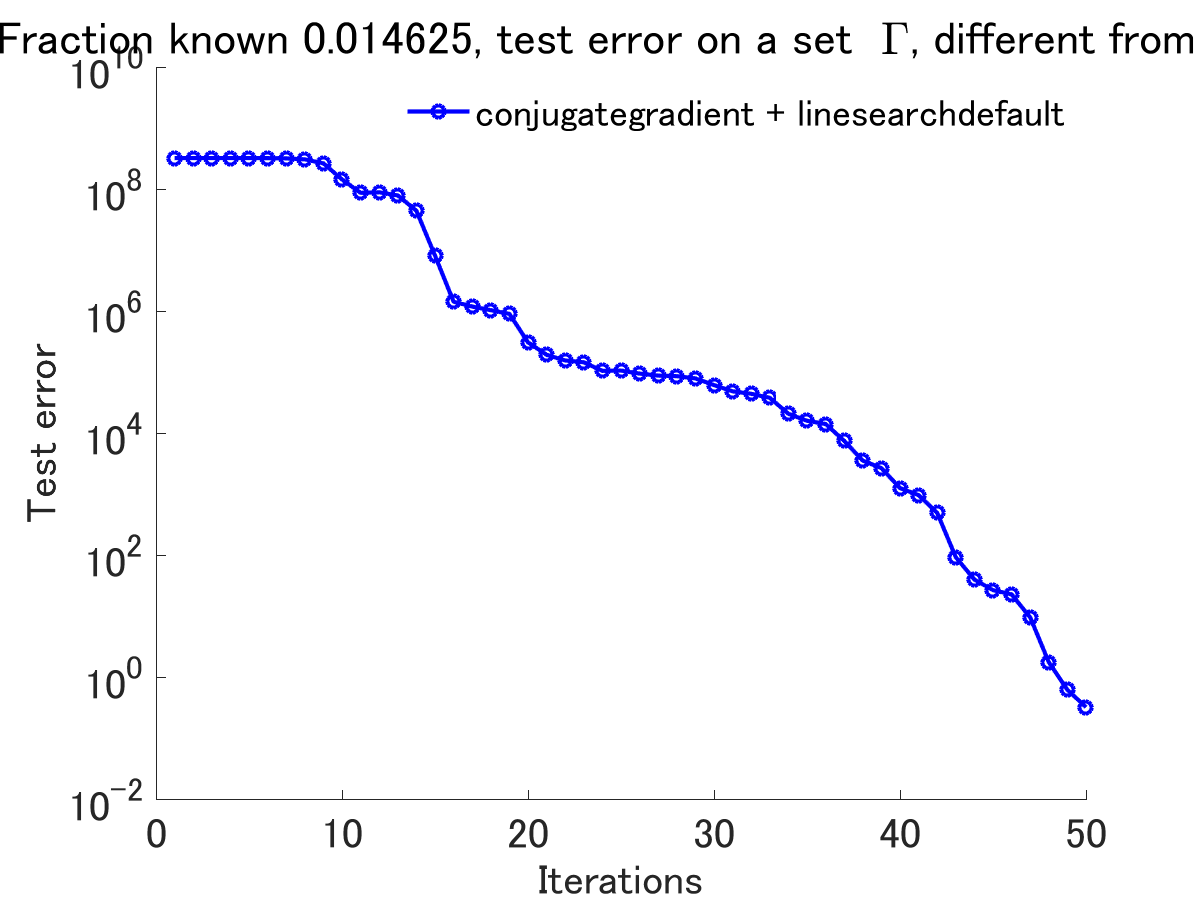 Fraction known 0.014625, test error on a set Γ, different from
10^10
conjugategradient + linesearchdefault
10^8
10^6
10^4
10^2
10^0
10^−2
Test error
0 10 20 30 40 50
Iterations